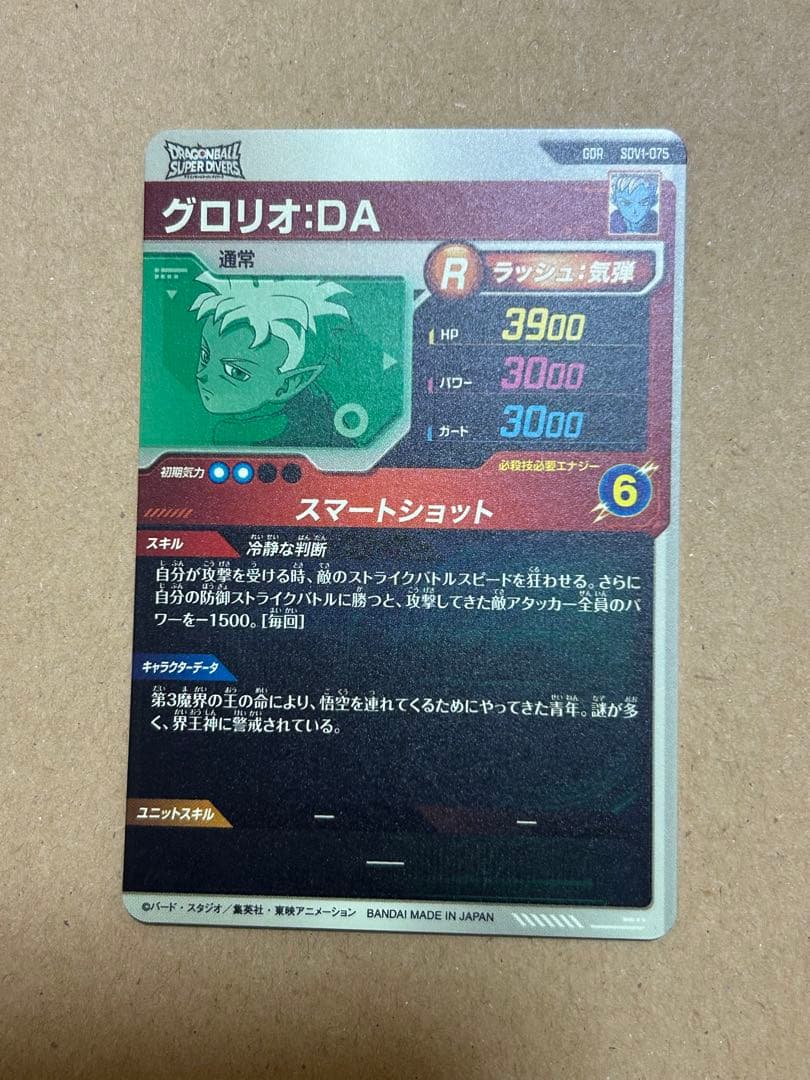 DRAGONBALL
SUPER DIVERS
GDR SDV1-075
グロリオ:DA
通常
R ラッシュ:気弾
HP 3900
パワー 3000
ガード 3000
初期気力
必殺技必要エナジー
6
スマートショット
スキル 冷静な判断
自分が攻撃を受ける時、敵のストライクバトルスピードを狂わせる。さらに
自分の防御ストライクバトルに勝つと、攻撃してきた敵アタッカー全員のパ
ワーを−1500。[毎回]
キャラクターデータ
第3魔界の王の命により、悟空を連れてくるためにやってきた青年。謎が多
く、界王神に警戒されている。
ユニットスキル
— —
—
©バード・スタジオ/集英社・東映アニメーション BANDAI MADE IN JAPAN